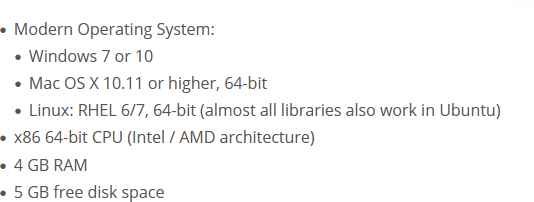 • Modern Operating System:
• Windows 7 or 10
• Mac OS X 10.11 or higher, 64-bit
• Linux: RHEL 6/7, 64-bit (almost all libraries also work in Ubuntu)
• x86 64-bit CPU (Intel / AMD architecture)
• 4 GB RAM
• 5 GB free disk space